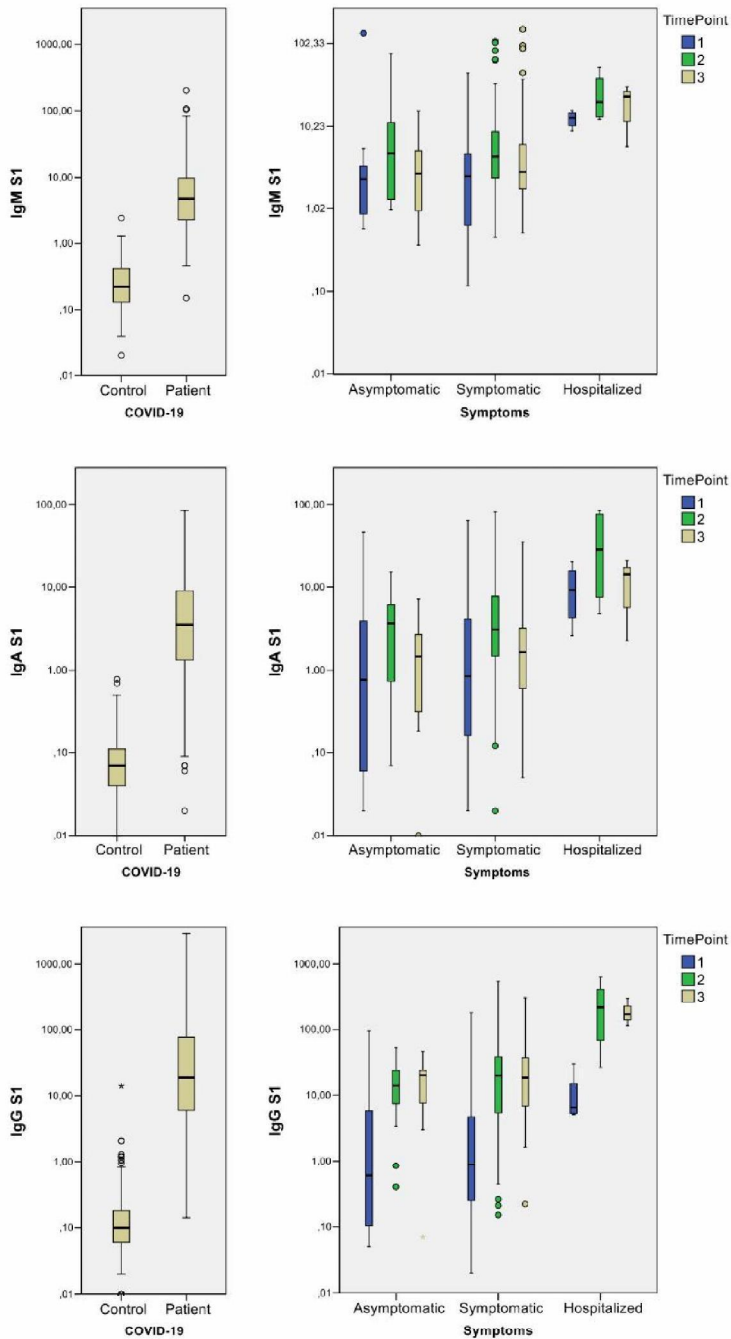 IgM S1
1000,00
100,00
10,00
1,00
,10
,01
Control Patient
COVID-19
102,33
10,23
1,02
,10
,01
IgM S1
Asymptomatic Symptomatic Hospitalized
Symptoms
TimePoint
1
2
3
IgA S1
100,00
10,00
1,00
,10
,01
Control Patient
COVID-19
IgA S1
100,00
10,00
1,00
,10
,01
Asymptomatic Symptomatic Hospitalized
Symptoms
TimePoint
1
2
3
IgG S1
1000,00
100,00
10,00
1,00
,10
,01
Control Patient
COVID-19
IgG S1
1000,00
100,00
10,00
1,00
,10
,01
Asymptomatic Symptomatic Hospitalized
Symptoms
TimePoint
1
2
3